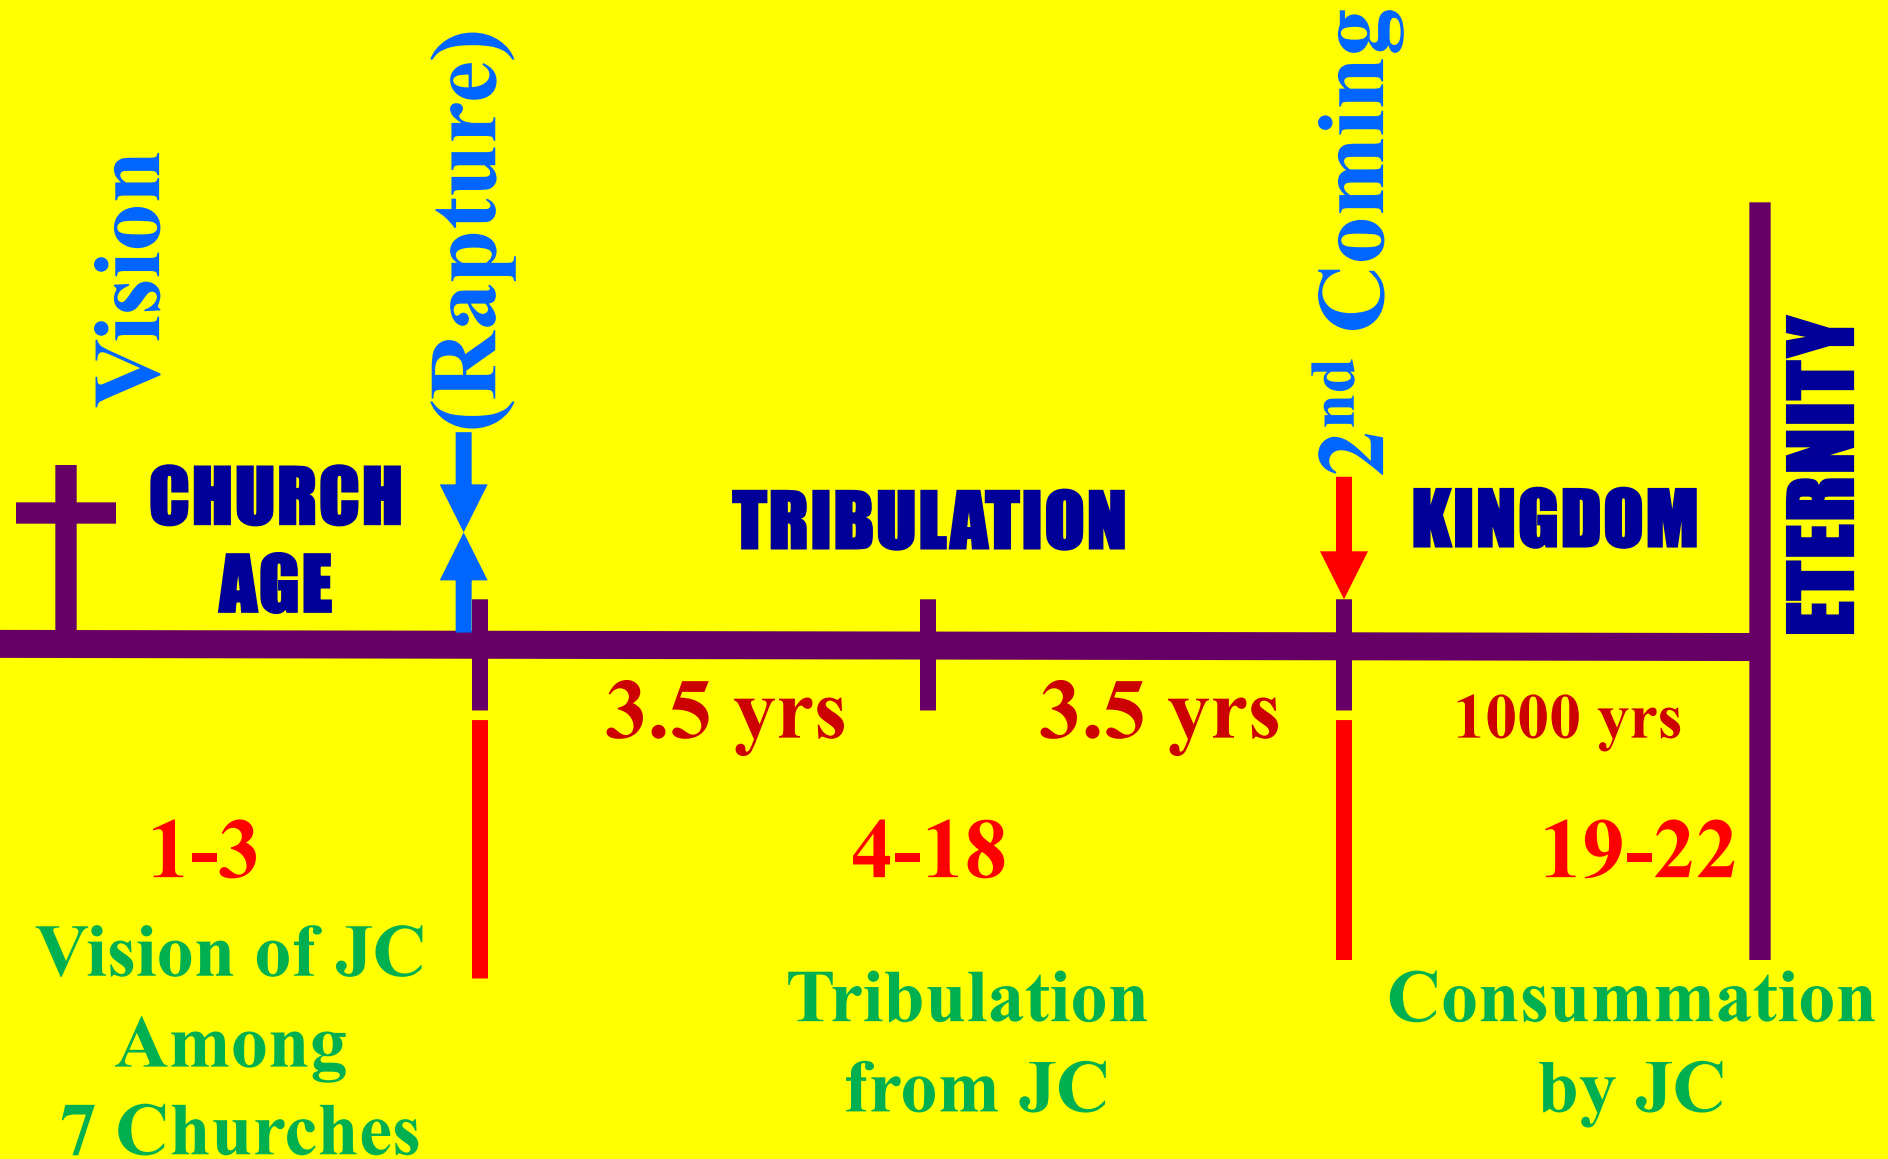 Vision
(Rapture)
2nd Coming
CHURCH
AGE
TRIBULATION
KINGDOM
ETERNITY
3.5 yrs
3.5 yrs
1000 yrs
1-3
4-18
19-22
Vision of JC
Among
7 Churches
Tribulation
from JC
Consummation
by JC